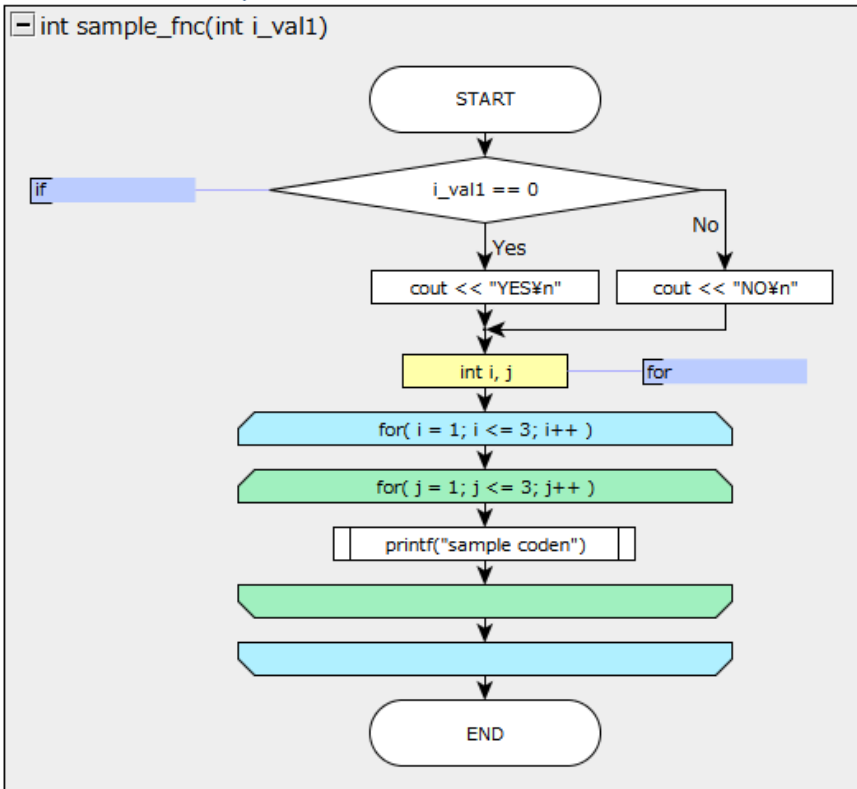 int sample_fnc(int i_val1)
START
if
i_val1 == 0
No
Yes
cout << "YES¥n"
cout << "NO¥n"
int i, j
for
for( i = 1; i <= 3; i++ )
for( j = 1; j <= 3; j++ )
printf("sample coden")
END